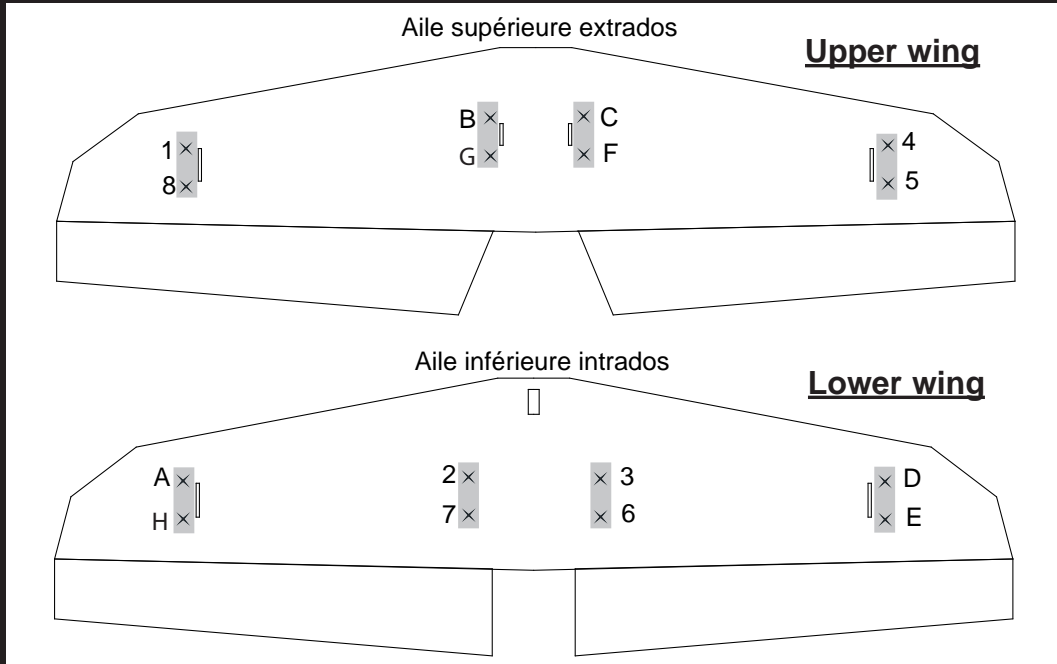 Aile supérieure extrados
Upper wing
B
C
G
F
1
8
4
5
Aile inférieure intrados
Lower wing
A
H
2
7
3
6
D
E